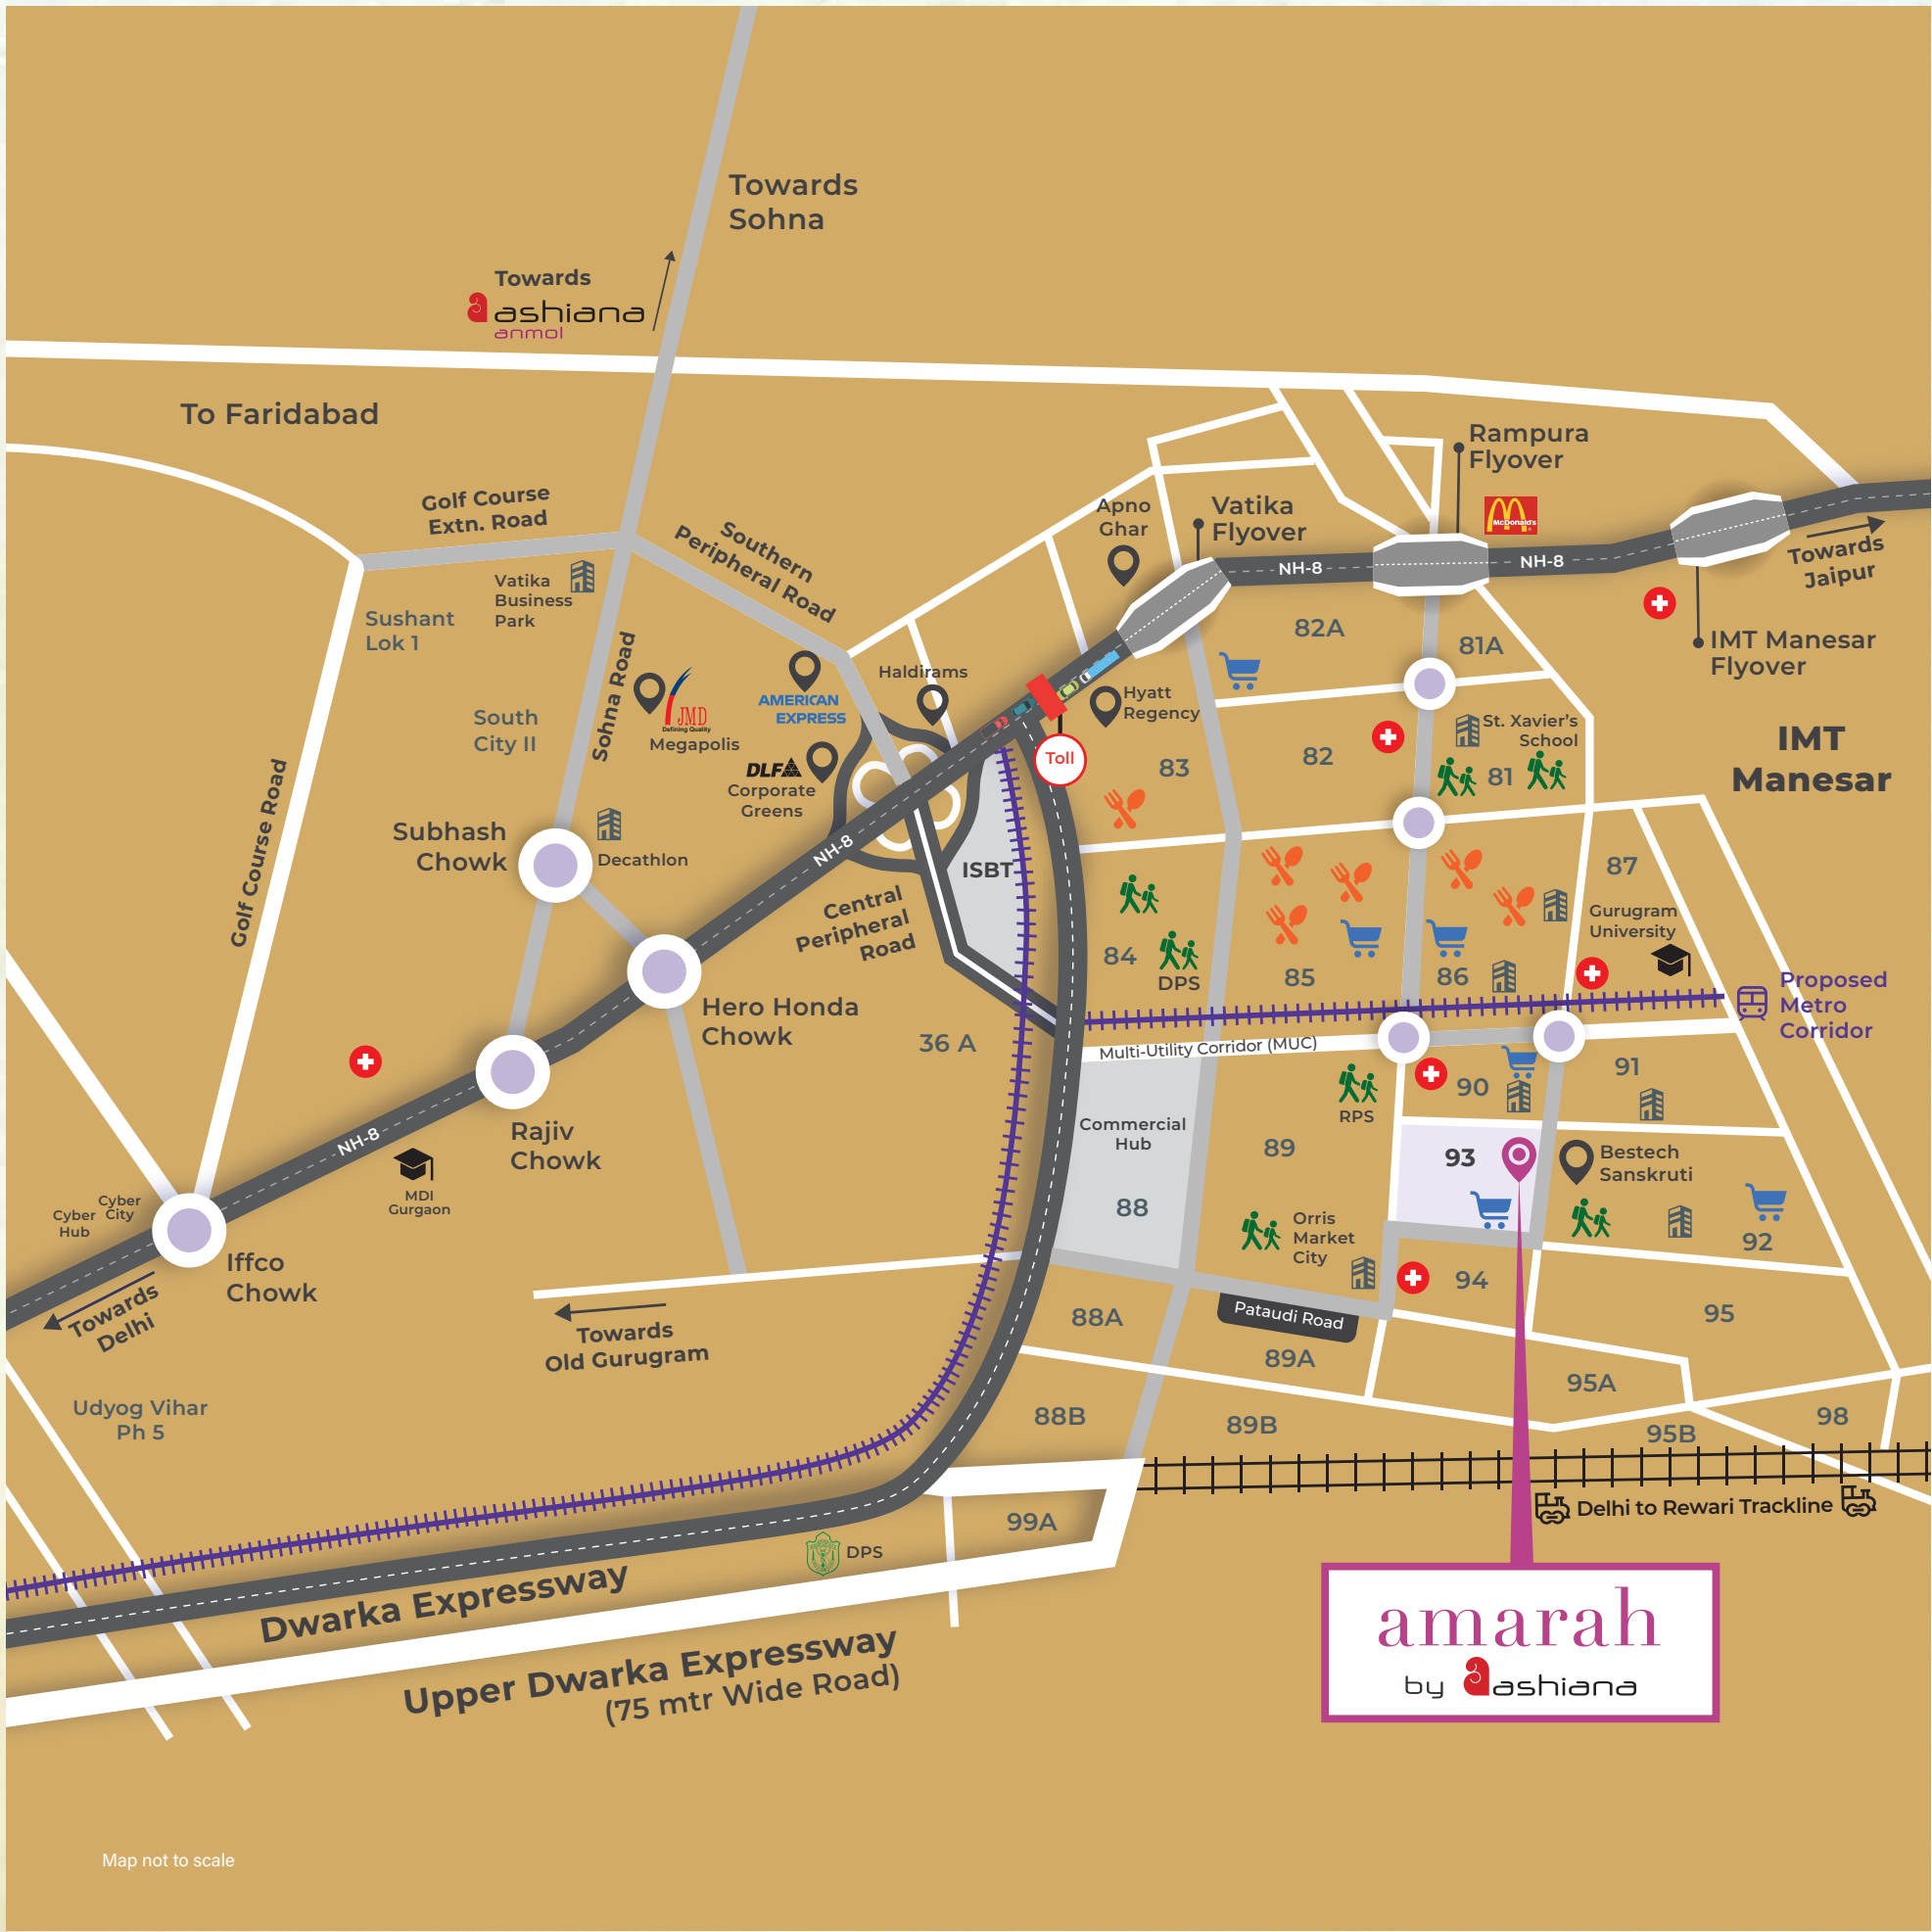 Towards
Sohna
Towards
ashiana
anmol
To Faridabad
Golf Course
Extn. Road
Southern
Peripheral Road
Apno
Ghar
Vatika
Flyover
Rampura
Flyover
McDonald's
NH-8
NH-8
Towards
Jaipur
IMT Manesar
Flyover
Vatika
Business
Park
Sushant
Lok 1
Sohna Road
South
City II
JMD
Defining Quality
Megapolis
AMERICAN
EXPRESS
Haldirams
DLF
Corporate
Greens
Hyatt
Regency
Toll
82A
81A
St. Xavier's
School
83
82
81
IMT
Manesar
Golf Course Road
Subhash
Chowk
Decathlon
NH-8
ISBT
Central
Peripheral
Road
84
DPS
85
86
87
Gurugram
University
Proposed
Metro
Corridor
Hero Honda
Chowk
36 A
Multi-Utility Corridor (MUC)
RPS
90
91
Rajiv
Chowk
NH-8
MDI
Gurgaon
Commercial
Hub
88
89
93
Bestech
Sanskruti
92
Orris
Market
City
94
Cyber
City
Cyber
Hub
Iffco
Chowk
Towards
Delhi
Towards
Old Gurugram
Pataudi Road
88A
89A
95
95A
Udyog Vihar
Ph 5
88B
89B
95B
98
Delhi to Rewari Trackline
99A
DPS
Dwarka Expressway
Upper Dwarka Expressway
(75 mtr Wide Road)
amarah
by ashiana
Map not to scale